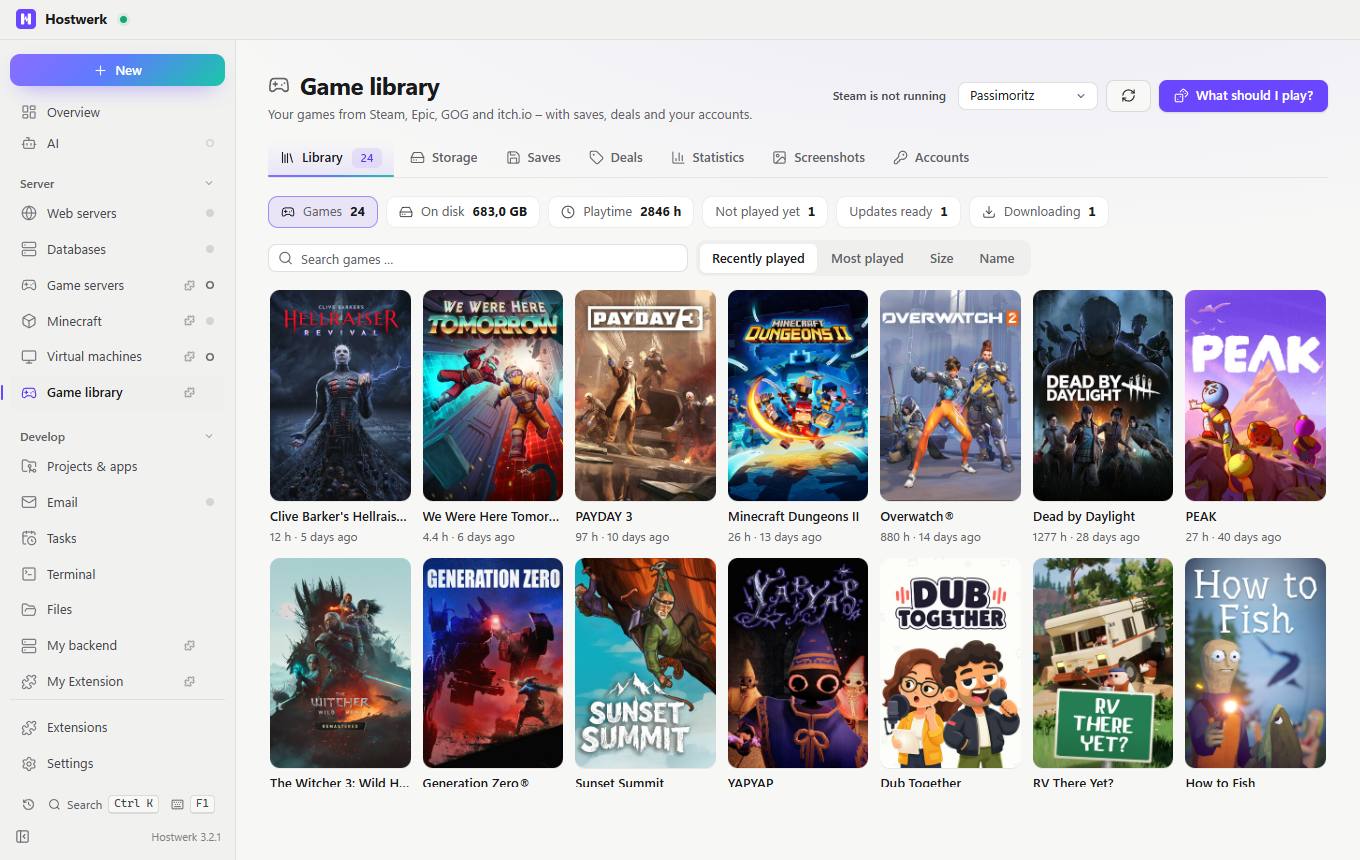 Hostwerk
New
Overview
AI
Server
Web servers
Databases
Game servers
Minecraft
Virtual machines
Game library
Develop
Projects & apps
Email
Tasks
Terminal
Files
My backend
My Extension
Extensions
Settings
Search Ctrl K F1
Hostwerk 3.2.1
Game library
Your games from Steam, Epic, GOG and itch.io – with saves, deals and your accounts.
Steam is not running Passimoritz What should I play?
Library 24 Storage Saves Deals Statistics Screenshots Accounts
Games 24 On disk 683,0 GB Playtime 2846 h Not played yet 1 Updates ready 1 Downloading 1
Search games ... Recently played Most played Size Name
CLIVE BARKER'S
HELLRAISER
REVIVAL
WE WERE HERE
TOMORROW
PAYDAY 3
MINECRAFT
DUNGEONS II
OVERWATCH 2
DEAD BY
DAYLIGHT
PEAK
Clive Barker's Hellrais... We Were Here Tomor... PAYDAY 3 Minecraft Dungeons II Overwatch® Dead by Daylight PEAK
12 h · 5 days ago 4.4 h · 6 days ago 97 h · 10 days ago 26 h · 13 days ago 880 h · 14 days ago 1277 h · 28 days ago 27 h · 40 days ago
THE
WITCHER
WILD HUNT
REMASTERED
GENERATION ZERO
SUNSET
SUMMIT
YAPYAP
DUB
TOGETHER
RV
THERE
YET?
How to
Fish
The Witcher 3: Wild H... Generation Zero® Sunset Summit YAPYAP Dub Together RV There Yet? How to Fish